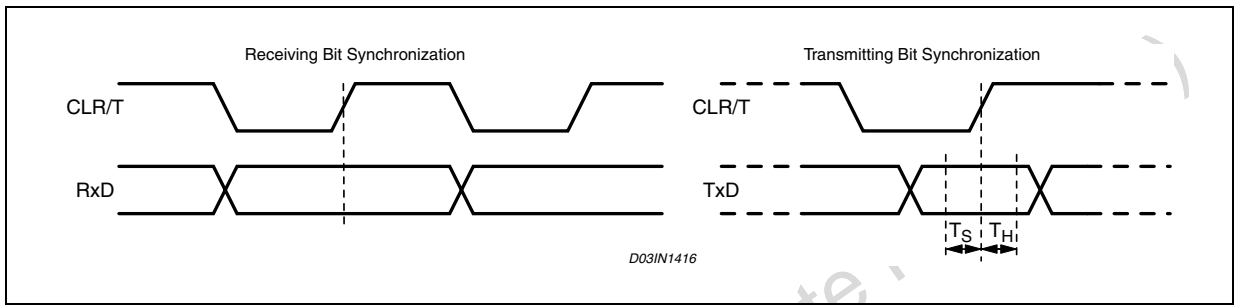 Receiving Bit Synchronization
CLR/T
RxD
Transmitting Bit Synchronization
CLR/T
TxD
TS TH
D03IN1416